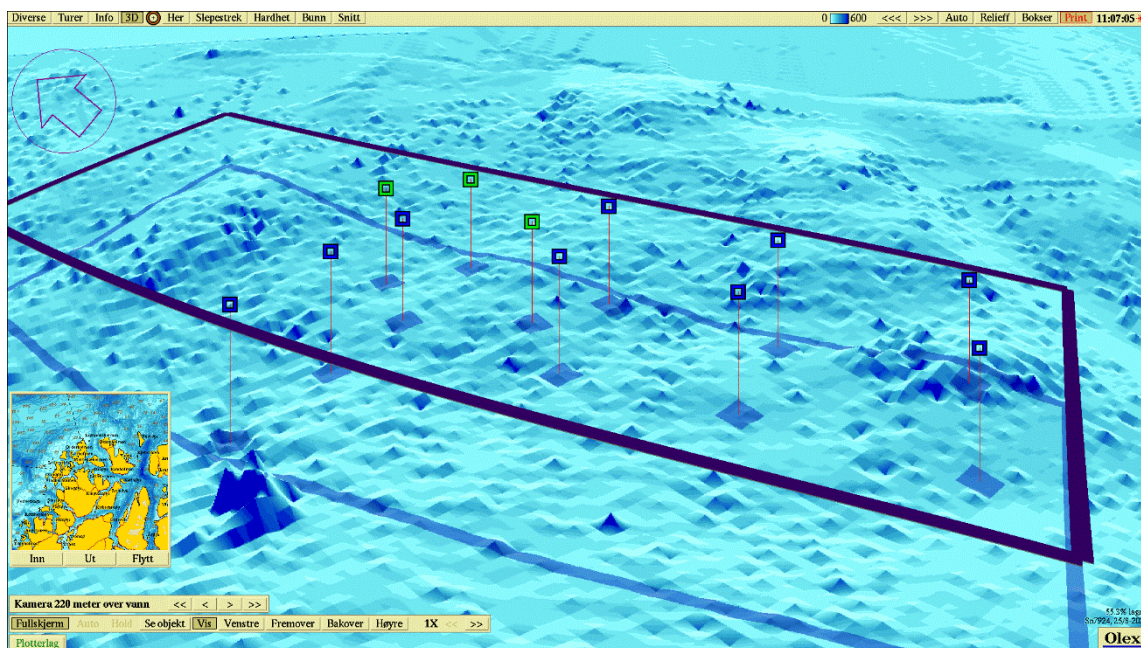 Diverse Turer Info 3D Her Slepestrek Hardhet Bunn Snitt 0 600 <<< >>> Auto Relieff Bokser Print 11:07:05
Inn Ut Flytt
Kamera 220 meter over vann << < > >>
Fullskjerm Auto Hold Se objekt Vis Venstre Fremover Bakover Høyre 1X << >>
Plotterlag
Olex